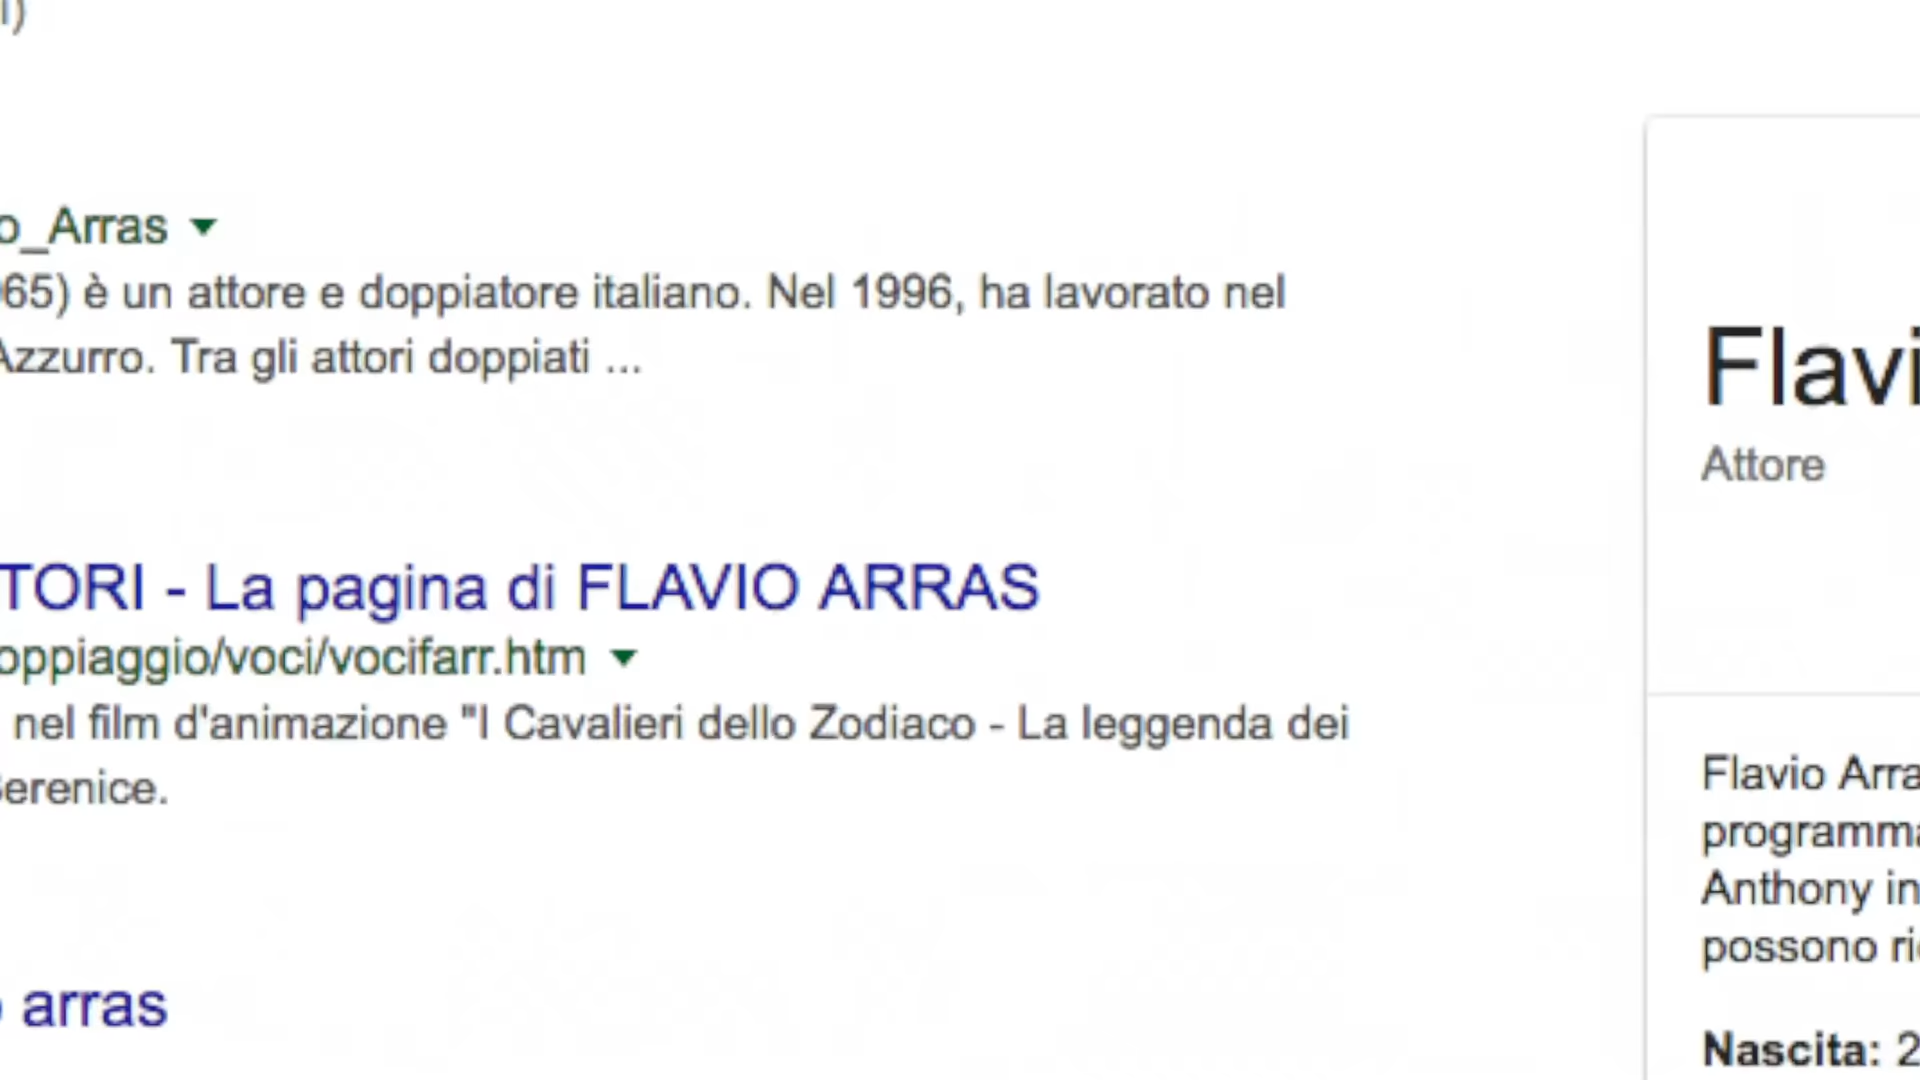 o_Arras
65) è un attore e doppiatore italiano. Nel 1996, ha lavorato nel
Azzurro. Tra gli attori doppiati ...
TORI - La pagina di FLAVIO ARRAS
oppiaggio/voci/vocifarr.htm
nel film d'animazione "I Cavalieri dello Zodiaco - La leggenda dei
erenice.
arras
Flavi
Attore
Flavio Arra
programma
Anthony in
possono ri
Nascita: 2